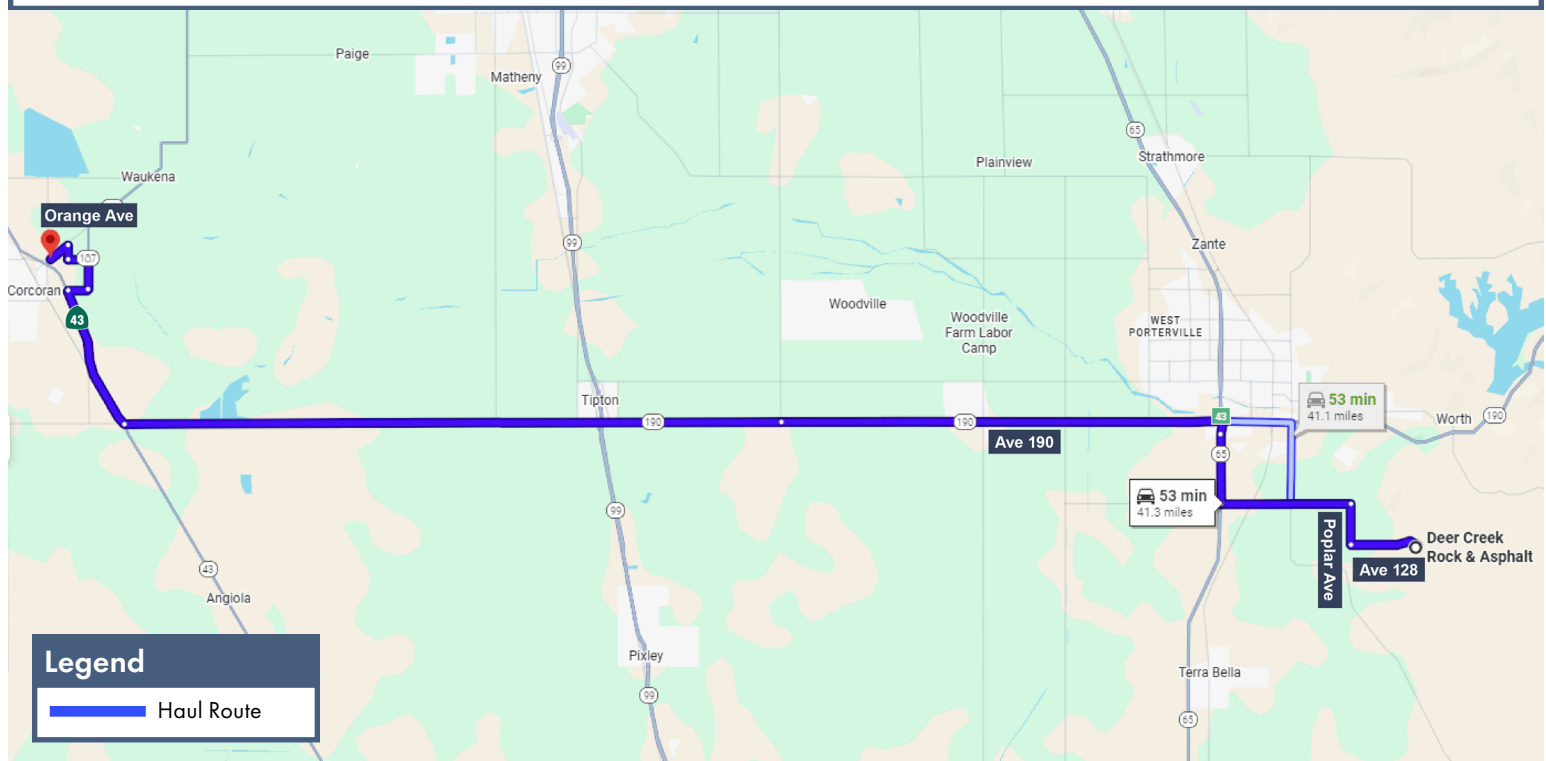 99
Paige
Matheny
65
Strathmore
Plainview
Waukena
Orange Ave
99
Zante
Corcoran
43
Woodville
Woodville
Farm Labor
Camp
WEST
PORTERVILLE
Tipton
190
190
43
53 min
41.1 miles
Worth
190
Ave 190
65
53 min
41.3 miles
99
Poplar Ave
Deer Creek
Rock & Asphalt
Ave 128
43
Angiola
Pixley
Terra Bella
99
65
Legend
Haul Route